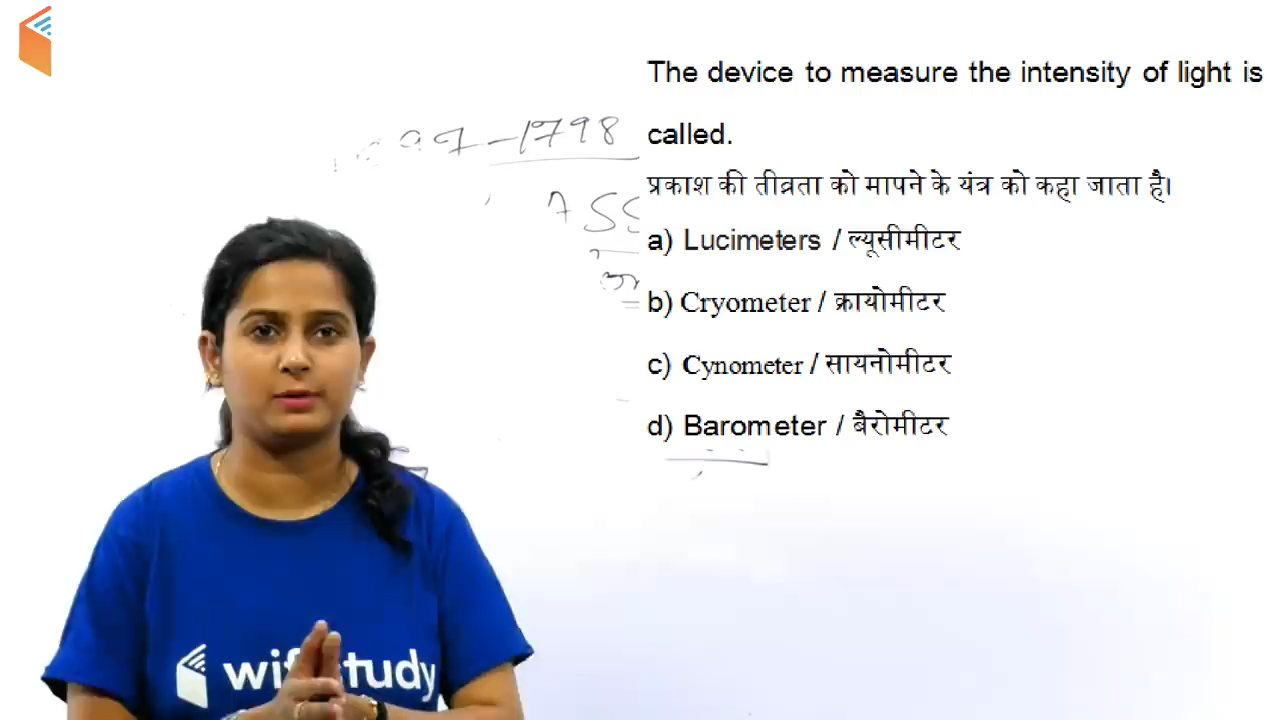 The device to measure the intensity of light is
called.
प्रकाश की तीव्रता को मापने के यंत्र को कहा जाता है।
a) Lucimeters / ल्यूसीमीटर
b) Cryometer / क्रायोमीटर
c) Cynometer / सायनोमीटर
d) Barometer / बैरोमीटर
-1798
wifistudy